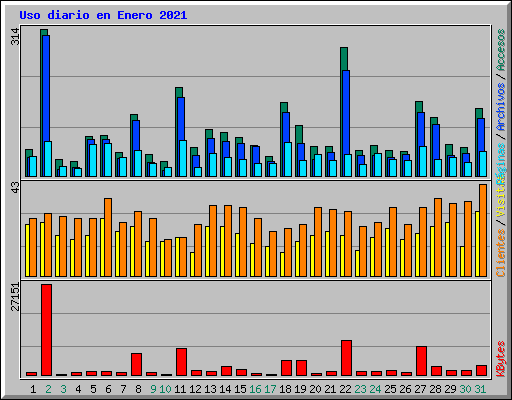 Uso diario en Enero 2021
314
43
27151
Clientes / Visitas
Páginas / Archivos / Accesos
KBytes
1 2 3 4 5 6 7 8 9 10 11 12 13 14 15 16 17 18 19 20 21 22 23 24 25 26 27 28 29 30 31